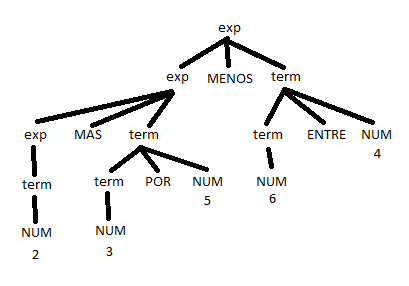 exp
exp MENOS term
exp MAS term term ENTRE NUM
4
term term POR NUM NUM
5 6
NUM NUM
2 3